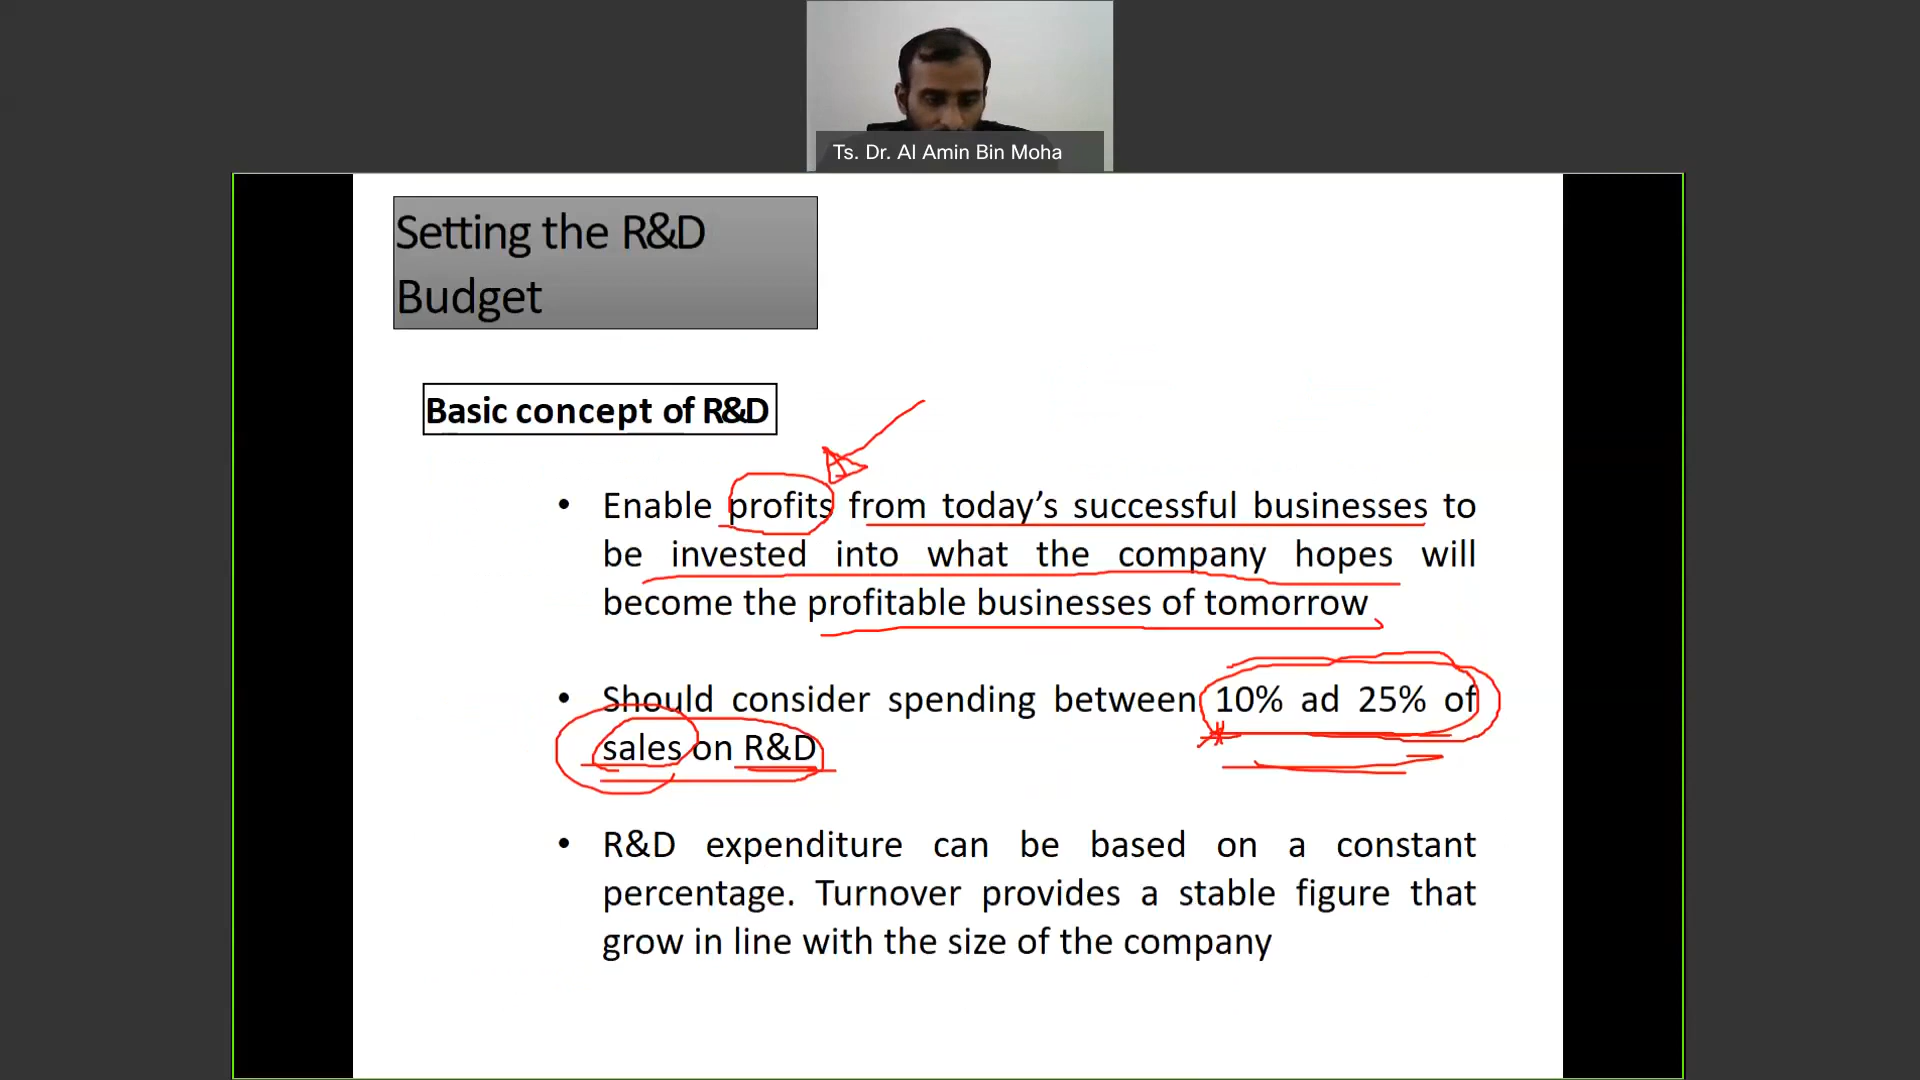 Ts. Dr. Al Amin Bin Moha
Setting the R&D
Budget
Basic concept of R&D
• Enable profits from today’s successful businesses to
be invested into what the company hopes will
become the profitable businesses of tomorrow
• Should consider spending between 10% ad 25% of
sales on R&D
• R&D expenditure can be based on a constant
percentage. Turnover provides a stable figure that
grow in line with the size of the company